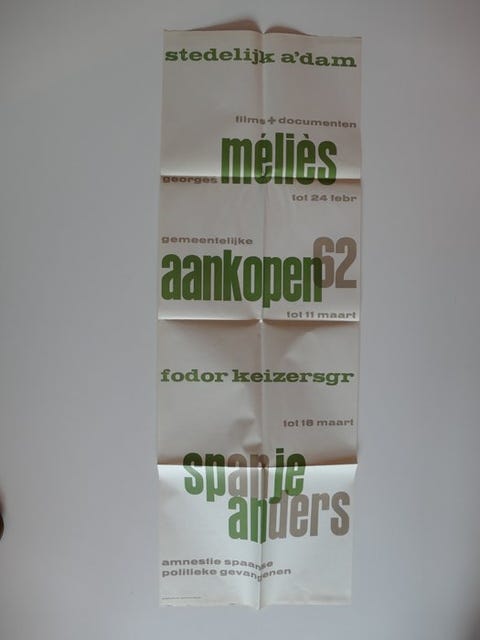 stedelijk a'dam
films + documenten
méliès
georges
tot 24 febr
gemeentelijke
62
aankopen
tot 11 maart
fodor keizersgr
tot 18 maart
spanje
anders
amnestie spaanse
politieke gevangenen